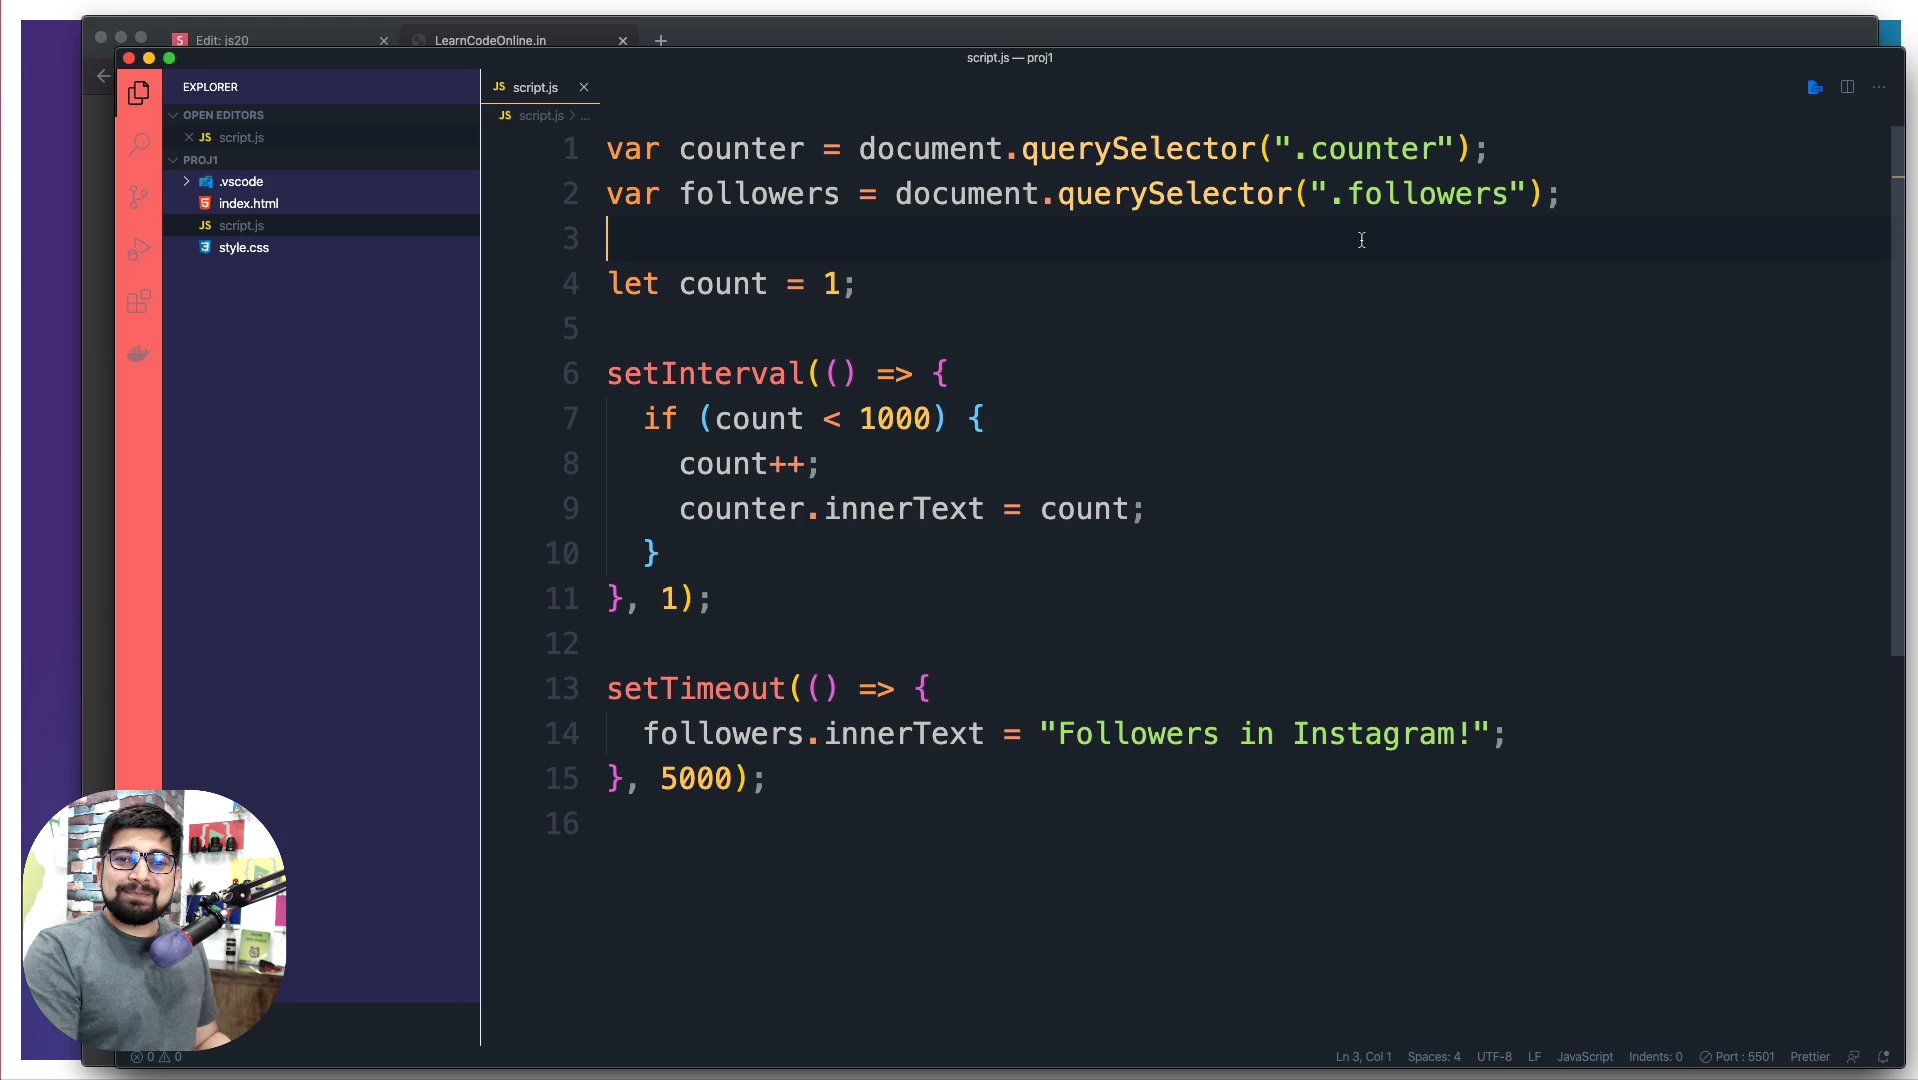 Edit: js20
LearnCodeOnline.in
script.js — proj1
EXPLORER
OPEN EDITORS
JS script.js
PROJ1
.vscode
index.html
JS script.js
style.css
JS script.js
JS script.js > ...
1 var counter = document.querySelector(".counter");
2 var followers = document.querySelector(".followers");
3
4 let count = 1;
5
6 setInterval(() => {
7 if (count < 1000) {
8 count++;
9 counter.innerText = count;
10 }
11 }, 1);
12
13 setTimeout(() => {
14 followers.innerText = "Followers in Instagram!";
15 }, 5000);
16
0 0
Ln 3, Col 1 Spaces: 4 UTF-8 LF JavaScript Indents: 0 Port : 5501 Prettier